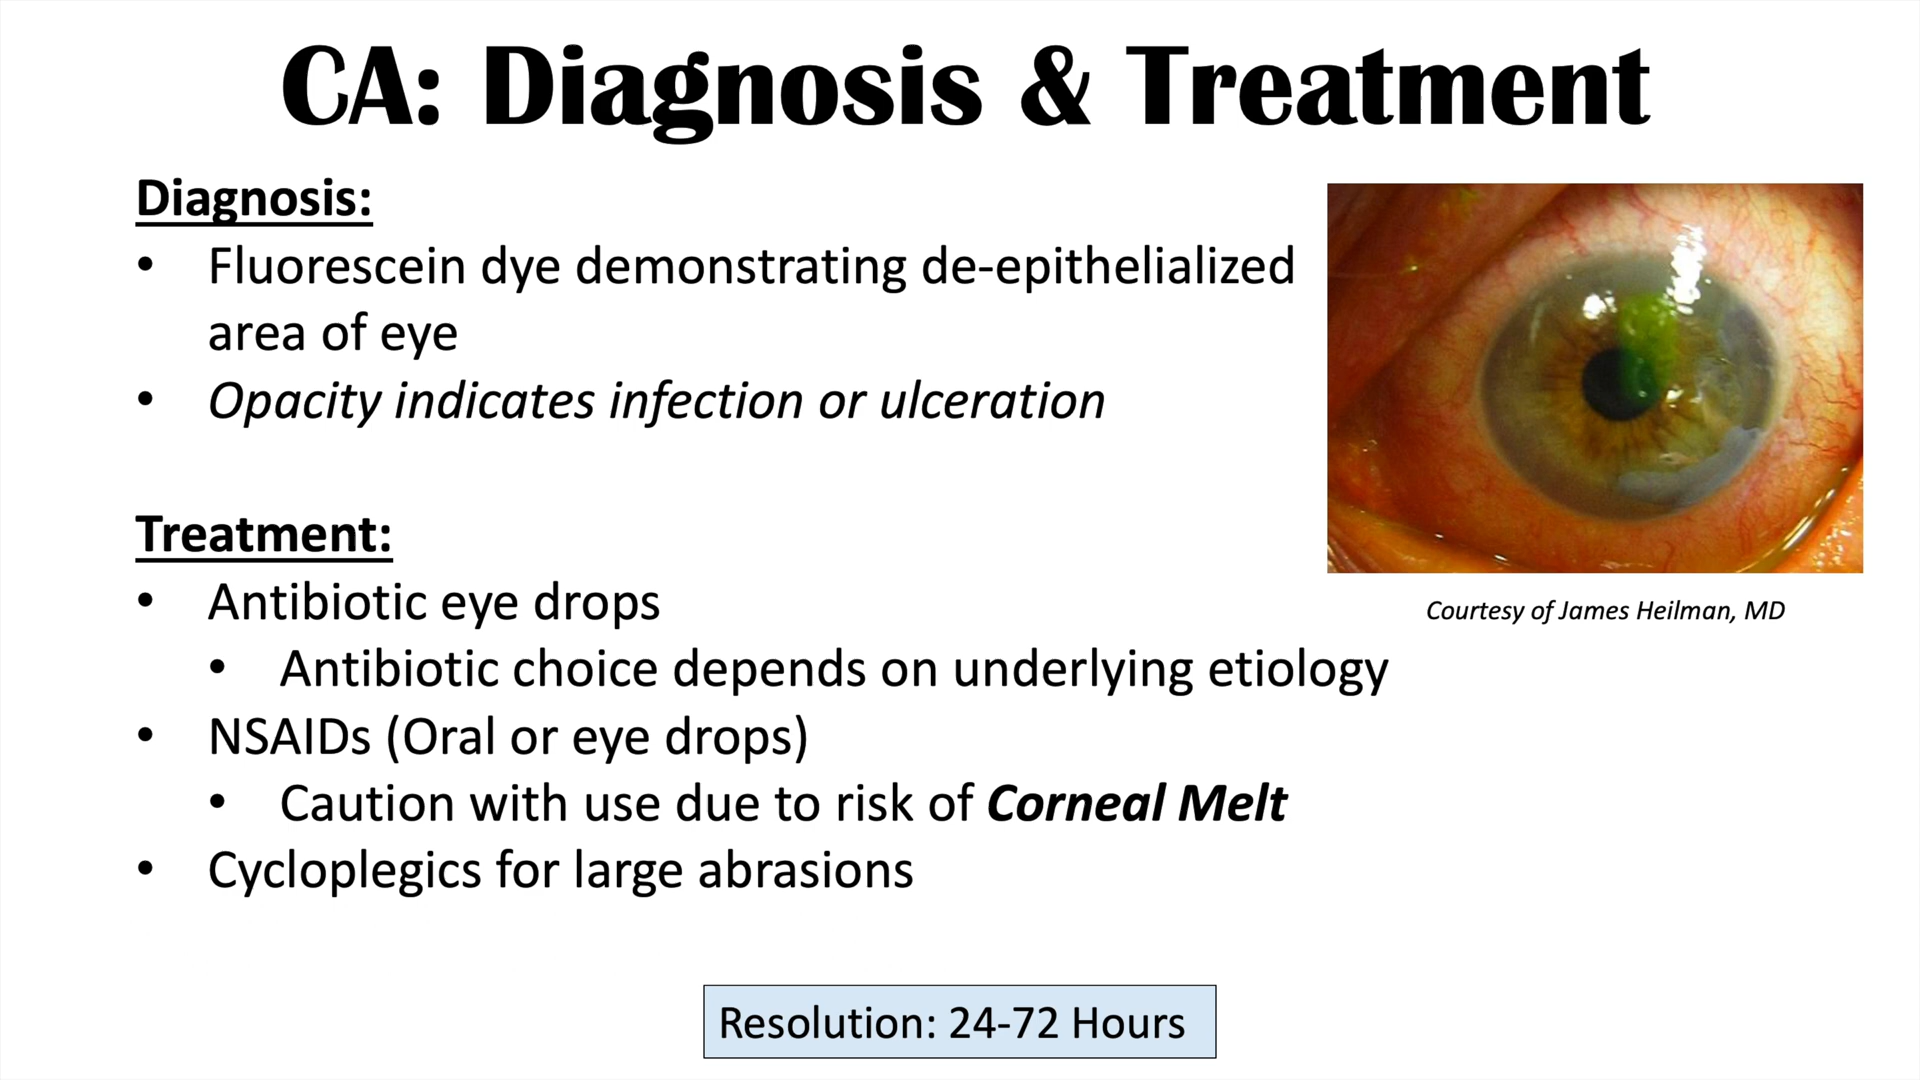 CA: Diagnosis & Treatment
Diagnosis:
• Fluorescein dye demonstrating de-epithelialized
area of eye
• Opacity indicates infection or ulceration
Treatment:
• Antibiotic eye drops
• Antibiotic choice depends on underlying etiology
• NSAIDs (Oral or eye drops)
• Caution with use due to risk of Corneal Melt
• Cycloplegics for large abrasions
Courtesy of James Heilman, MD
Resolution: 24-72 Hours